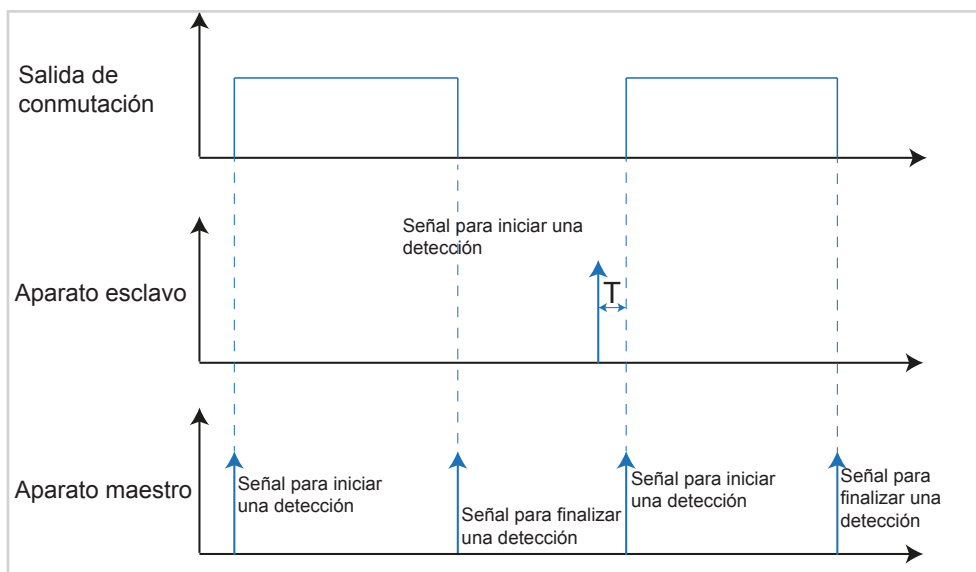 Salida de
conmutación
Señal para iniciar una
detección
Aparato esclavo
T
Aparato maestro
Señal para iniciar
una detección
Señal para finalizar
una detección
Señal para iniciar
una detección
Señal para
finalizar una
detección